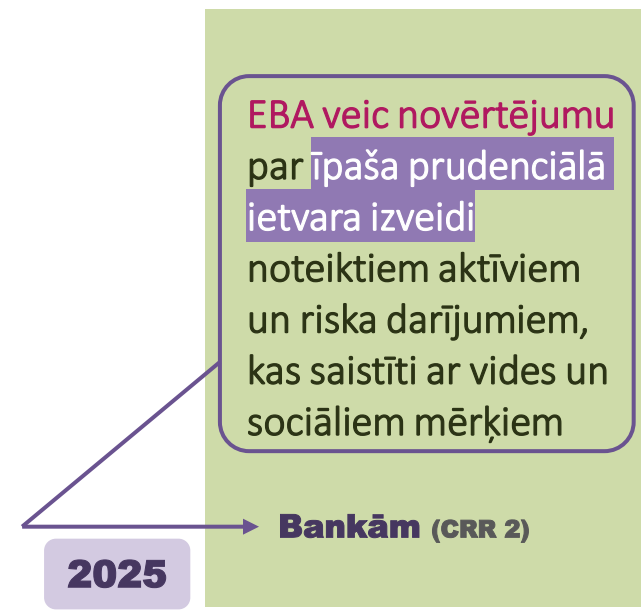 EBA veic novērtējumu
par īpaša prudenciālā
ietvara izveidi
noteiktiem aktīviem
un riska darījumiem,
kas saistīti ar vides un
sociāliem mērķiem
Bankām (CRR 2)
2025